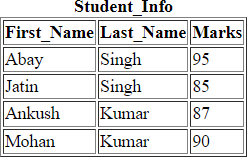 Student_Info
First_Name Last_Name Marks
Abay Singh 95
Jatin Singh 85
Ankush Kumar 87
Mohan Kumar 90